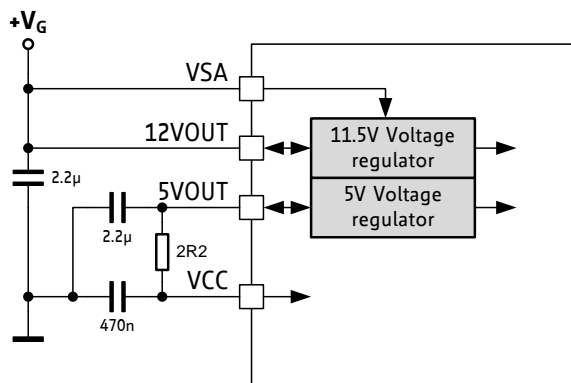 +VG
VSA
12VOUT
11.5V Voltage
regulator
2.2µ
5VOUT
5V Voltage
regulator
2.2µ
2R2
VCC
470n